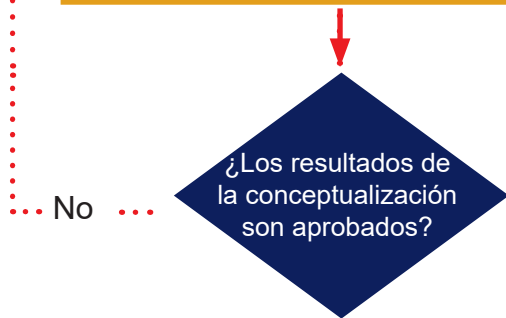 ¿Los resultados de
la conceptualización
son aprobados?
No